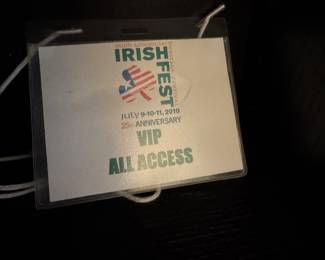 IRISH
FEST
JULY 9-10-11, 2010
25th ANNIVERSARY
VIP
ALL ACCESS